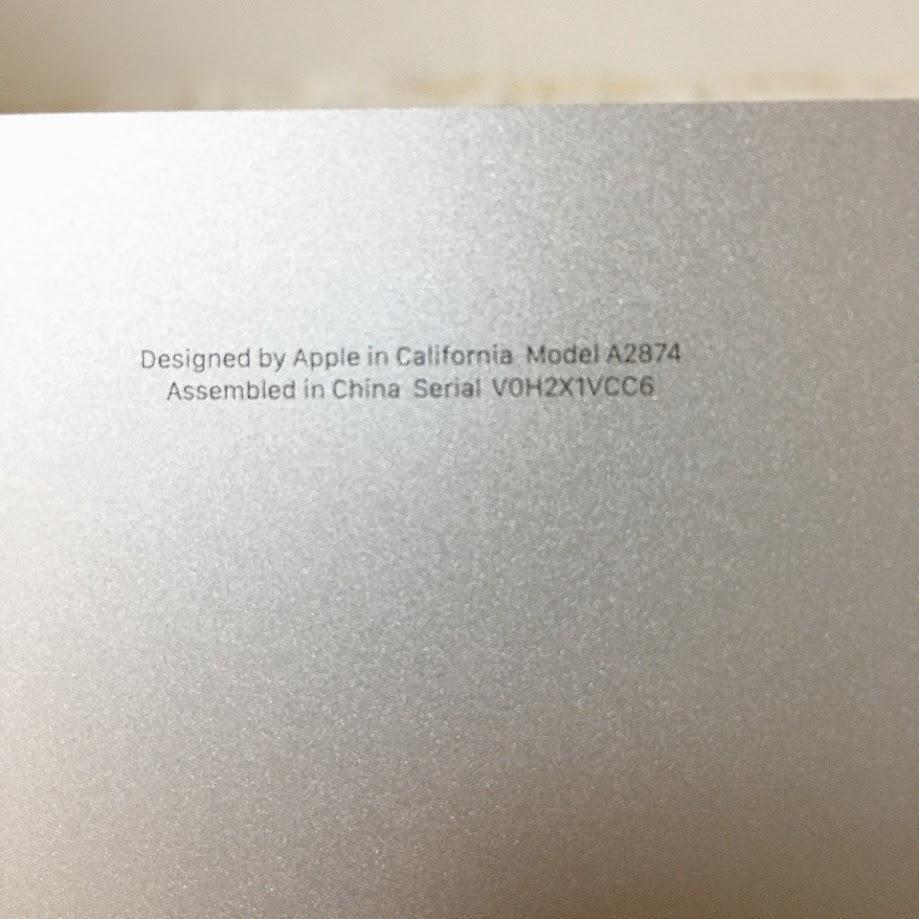 Designed by Apple in California Model A2874
Assembled in China Serial V0H2X1VCC6